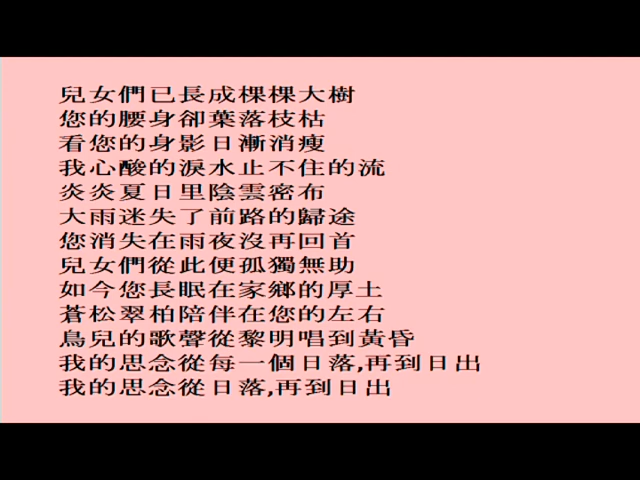 兒女們已長成棵棵大樹
您的腰身卻葉落枝枯
看您的身影日漸消瘦
我心酸的淚水止不住的流
炎炎夏日里陰雲密布
大雨迷失了前路的歸途
您消失在雨夜沒再回首
兒女們從此便孤獨無助
如今您長眠在家鄉的厚土
蒼松翠柏陪伴在您的左右
鳥兒的歌聲從黎明唱到黃昏
我的思念從每一個日落,再到日出
我的思念從日落,再到日出